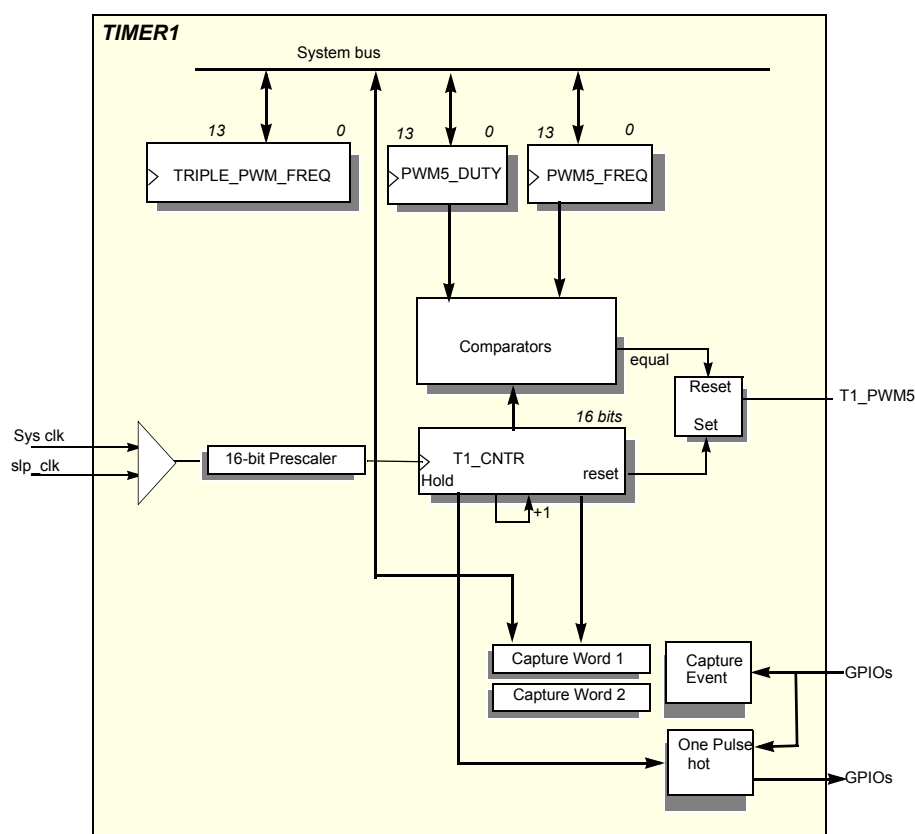 TIMER1
System bus
13 0
13 0
13 0
TRIPLE_PWM_FREQ
PWM5_DUTY
PWM5_FREQ
Comparators
equal
Reset
Set
T1_PWM5
16 bits
Sys clk
slp_clk
16-bit Prescaler
T1_CNTR
Hold
reset
+1
Capture Word 1
Capture Word 2
Capture
Event
GPIOs
One Pulse
hot
GPIOs